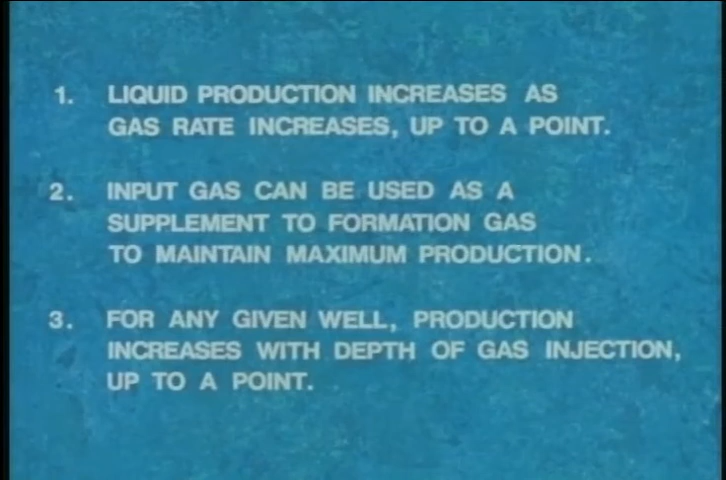 1. LIQUID PRODUCTION INCREASES AS
GAS RATE INCREASES, UP TO A POINT.
2. INPUT GAS CAN BE USED AS A
SUPPLEMENT TO FORMATION GAS
TO MAINTAIN MAXIMUM PRODUCTION.
3. FOR ANY GIVEN WELL, PRODUCTION
INCREASES WITH DEPTH OF GAS INJECTION,
UP TO A POINT.